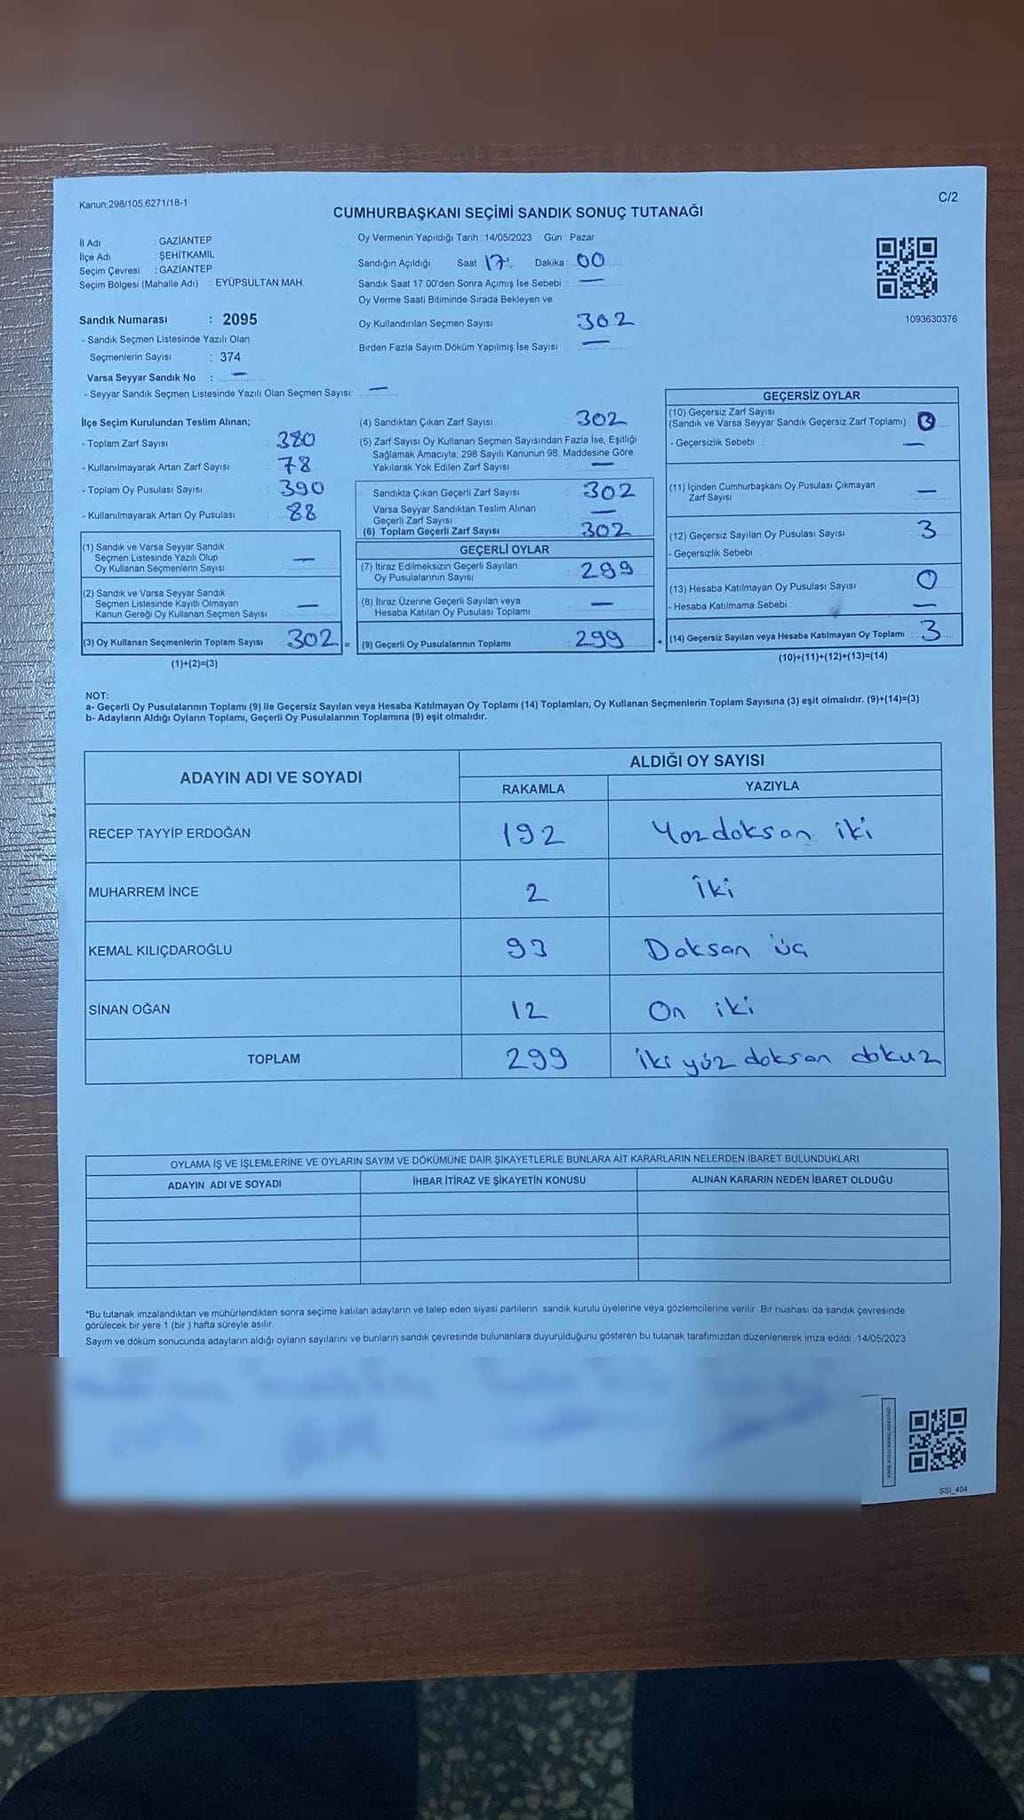 Kanun:298/105,6271/18-1
C/2
CUMHURBAŞKANI SEÇİMİ SANDIK SONUÇ TUTANAĞI
İl Adı : GAZİANTEP
İlçe Adı : ŞEHİTKAMİL
Seçim Çevresi : GAZİANTEP
Seçim Bölgesi (Mahalle Adı) : EYÜPSULTAN MAH.
Sandık Numarası : 2095
- Sandık Seçmen Listesinde Yazılı Olan
Seçmenlerin Sayısı : 374
Varsa Seyyar Sandık No : —
- Seyyar Sandık Seçmen Listesinde Yazılı Olan Seçmen Sayısı: —
Oy Vermenin Yapıldığı Tarih :14/05/2023 Gün : Pazar
Sandığın Açıldığı Saat 17 Dakika : 00
Sandık Saat 17.00'den Sonra Açımış İse Sebebi : —
Oy Verme Saati Bitiminde Sırada Bekleyen ve
Oy Kullandırılan Seçmen Sayısı 302
Birden Fazla Sayım Döküm Yapılmış İse Sayısı —
1093630376
İlçe Seçim Kurulundan Teslim Alınan;
- Toplam Zarf Sayısı 380
- Kullanılmayarak Artan Zarf Sayısı 78
- Toplam Oy Pusulası Sayısı 390
- Kullanılmayarak Artan Oy Pusulası 88
(1) Sandık ve Varsa Seyyar Sandık
Seçmen Listesinde Yazılı Olup
Oy Kullanan Seçmenlerin Sayısı —
(2) Sandık ve Varsa Seyyar Sandık
Seçmen Listesinde Kayıtlı Olmayan
Kanun Gereği Oy Kullanan Seçmen Sayısı —
(3) Oy Kullanan Seçmenlerin Toplam Sayısı 302 =
(1)+(2)=(3)
(4) Sandıktan Çıkan Zarf Sayısı 302
(5) Zarf Sayısı Oy Kullanan Seçmen Sayısından Fazla İse, Eşitliği
Sağlamak Amacıyla, 298 Sayılı Kanunun 98. Maddesine Göre
Yakılarak Yok Edilen Zarf Sayısı —
Sandıkta Çıkan Geçerli Zarf Sayısı 302
Varsa Seyyar Sandıktan Teslim Alınan
Geçerli Zarf Sayısı —
(6) Toplam Geçerli Zarf Sayısı 302
GEÇERLİ OYLAR
(7) İtiraz Edilmeksizin Geçerli Sayılan
Oy Pusulalarının Sayısı 299
(8) İtiraz Üzerine Geçerli Sayılan veya
Hesaba Katılan Oy Pusulası Toplamı —
(9) Geçerli Oy Pusulalarının Toplamı 299 +
GEÇERSİZ OYLAR
(10) Geçersiz Zarf Sayısı
(Sandık ve Varsa Seyyar Sandık Geçersiz Zarf Toplamı)
- Geçersizlik Sebebi —
(11) İçinden Cumhurbaşkanı Oy Pusulası Çıkmayan
Zarf Sayısı —
(12) Geçersiz Sayılan Oy Pusulası Sayısı 3
- Geçersizlik Sebebi
(13) Hesaba Katılmayan Oy Pusulası Sayısı 0
- Hesaba Katılmama Sebebi —
(14) Geçersiz Sayılan veya Hesaba Katılmayan Oy Toplamı 3
(10)+(11)+(12)+(13)=(14)
NOT:
a- Geçerli Oy Pusulalarının Toplamı (9) ile Geçersiz Sayılan veya Hesaba Katılmayan Oy Toplamı (14) Toplamları, Oy Kullanan Seçmenlerin Toplam Sayısına (3) eşit olmalıdır. (9)+(14)=(3)
b- Adayların Aldığı Oyların Toplamı, Geçerli Oy Pusulalarının Toplamına (9) eşit olmalıdır.
ADAYIN ADI VE SOYADI
ALDIĞI OY SAYISI
RAKAMLA YAZIYLA
RECEP TAYYİP ERDOĞAN 192 Yüzdoksan iki
MUHARREM İNCE 2 İki
KEMAL KILIÇDAROĞLU 93 Doksan üç
SİNAN OĞAN 12 On iki
TOPLAM 299 İki yüz doksan dokuz
OYLAMA İŞ VE İŞLEMLERİNE VE OYLARIN SAYIM VE DÖKÜMÜNE DAİR ŞİKAYETLERLE BUNLARA AİT KARARLARIN NELERDEN İBARET BULUNDUKLARI
ADAYIN ADI VE SOYADI İHBAR İTİRAZ VE ŞİKAYETİN KONUSU ALINAN KARARIN NEDEN İBARET OLDUĞU
*Bu tutanak imzalandıktan ve mühürlendikten sonra seçime katılan adayların ve talep eden siyasi partilerin sandık kurulu üyelerine veya gözlemcilerine verilir. Bir nüshası da sandık çevresinde
görülecek bir yere 1 (bir ) hafta süreyle asılır.
Sayım ve döküm sonucunda adayların aldığı oyların sayılarını ve bunların sandık çevresinde bulunanlara duyurulduğunu gösteren bu tutanak tarafımızdan düzenlenerek imza edildi. 14/05/2023
SSI_404